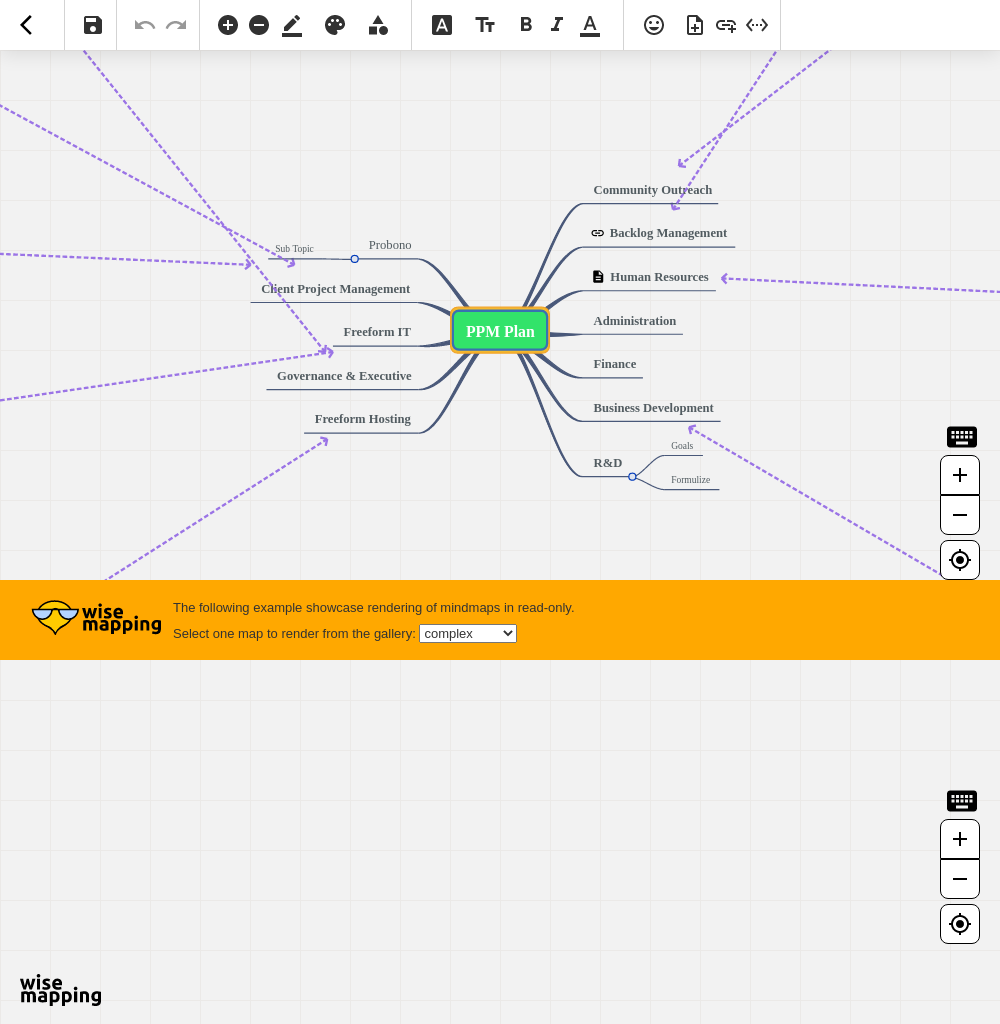 A
Tт
B
I
A
Community Outreach
Backlog Management
Human Resources
Administration
Finance
Business Development
R&D
Goals
Formulize
PPM Plan
Sub Topic
Probono
Client Project Management
Freeform IT
Governance & Executive
Freeform Hosting
wise
mapping
The following example showcase rendering of mindmaps in read-only.
Select one map to render from the gallery: complex
wise
mapping